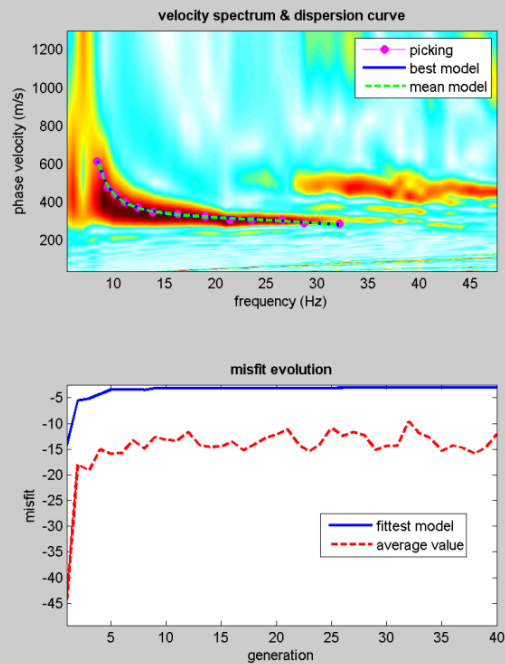 velocity spectrum & dispersion curve
1200
1000
800
600
400
200
phase velocity (m/s)
picking
best model
mean model
10 15 20 25 30 35 40 45
frequency (Hz)
misfit evolution
-5
-10
-15
-20
-25
-30
-35
-40
-45
misfit
fittest model
average value
5 10 15 20 25 30 35 40
generation